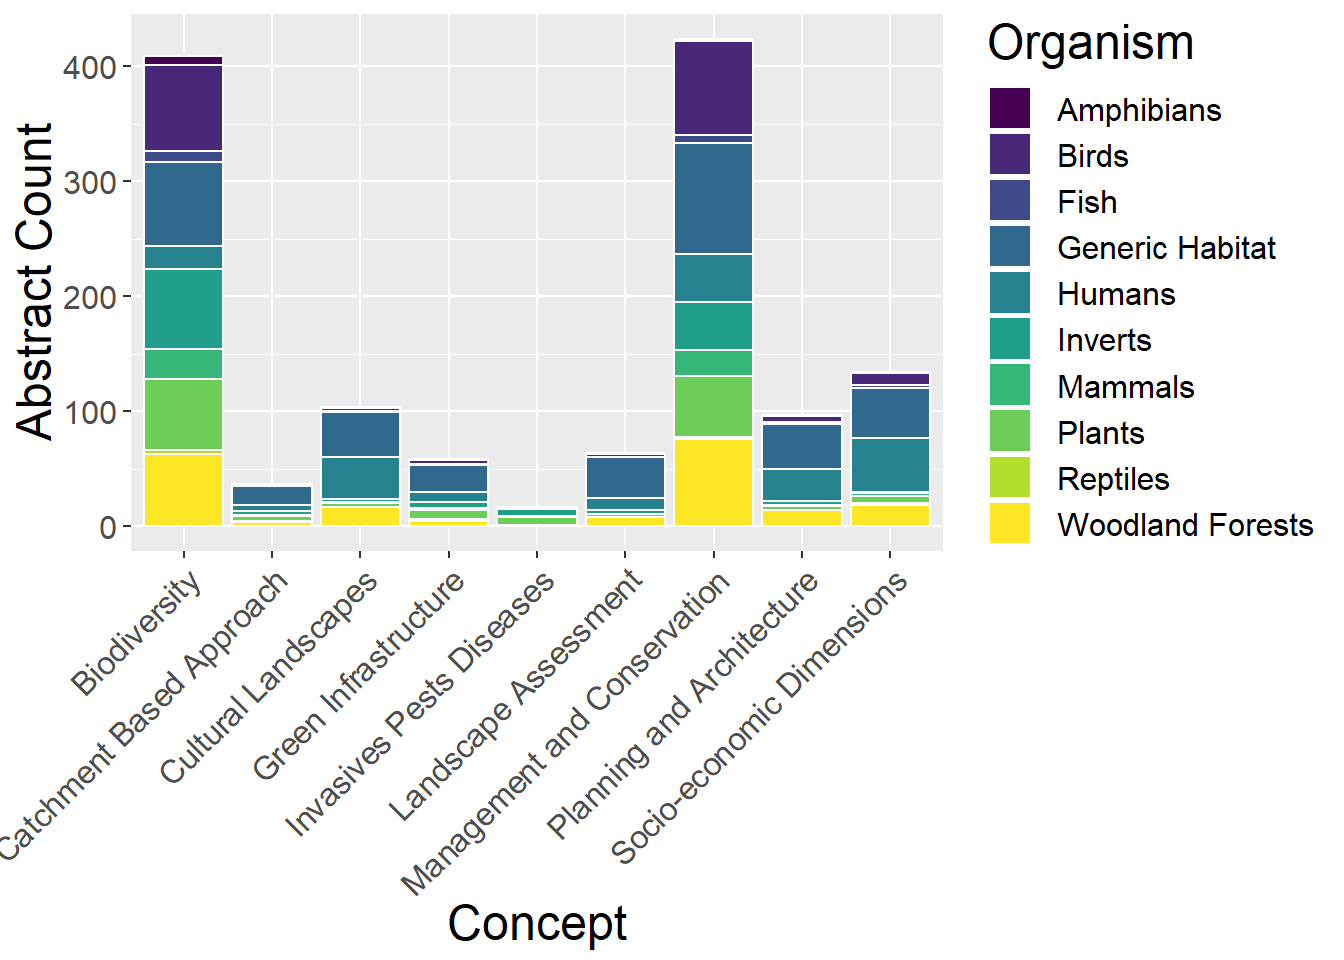 Organism
Amphibians
Birds
Fish
Generic Habitat
Humans
Inverts
Mammals
Plants
Reptiles
Woodland Forests
Abstract Count
400
300
200
100
0
Biodiversity
Catchment Based Approach
Cultural Landscapes
Green Infrastructure
Invasives Pests Diseases
Landscape Assessment
Management and Conservation
Planning and Architecture
Socio-economic Dimensions
Concept